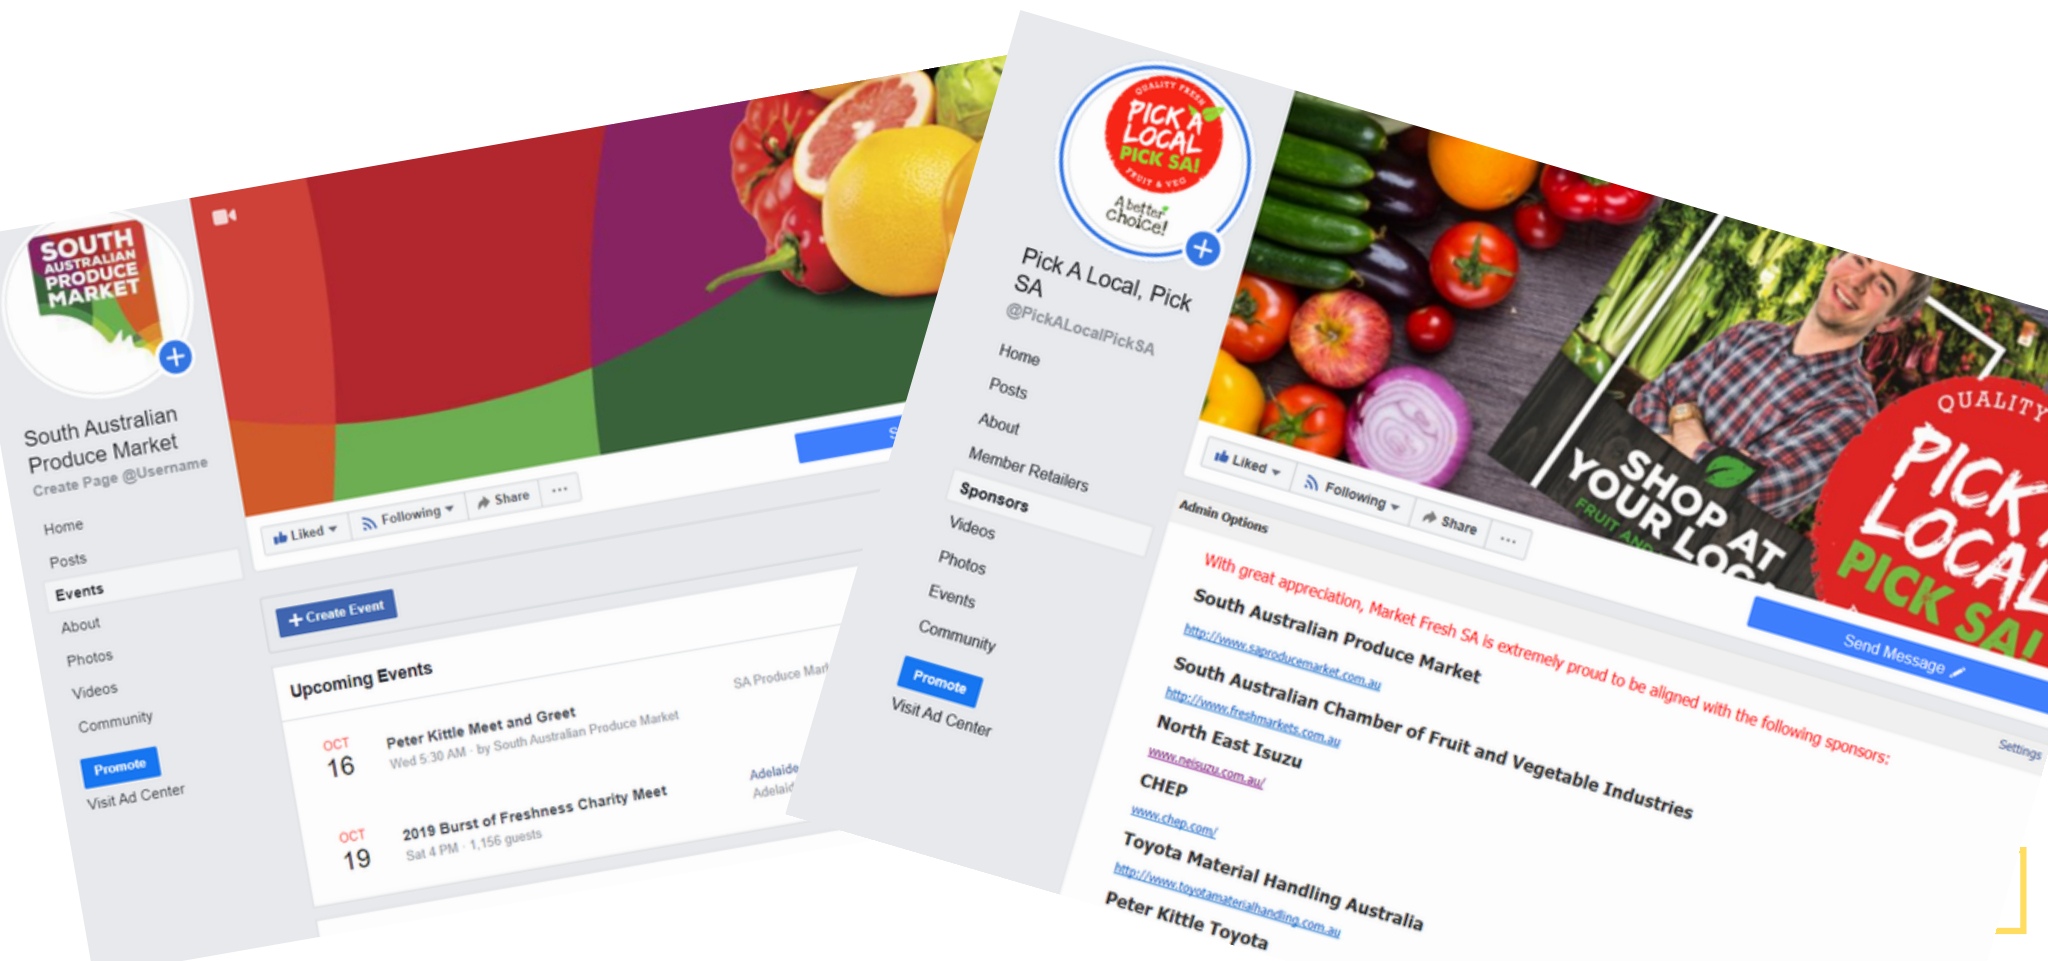 SOUTH
AUSTRALIAN
PRODUCE
MARKET
South Australian
Produce Market
Create Page @Username
Home
Posts
Events
About
Photos
Videos
Community
Promote
Visit Ad Center
Liked
Following
Share
Create Event
Upcoming Events
OCT
16
Peter Kittle Meet and Greet
Wed 5:30 AM · by South Australian Produce Market
SA Produce
OCT
19
2019 Burst of Freshness Charity Meet
Sat 4 PM · 1,156 guests
Adelaide
QUALITY FRESH
PICK A
LOCAL
PICK SA!
FRUIT & VEG
A better
choice!
Pick A Local, Pick
SA
@PickALocalPickSA
Home
Posts
About
Member Retailers
Sponsors
Videos
Photos
Events
Community
Promote
Visit Ad Center
SHOP AT
YOUR
FRUIT AND
QUALITY
PICK
LOCAL
PICK SA!
Liked
Following
Share
Send Message
Admin Options
Settings
With great appreciation, Market Fresh SA is extremely proud to be aligned with the following sponsors:
South Australian Produce Market
http://www.saproducemarket.com.au
South Australian Chamber of Fruit and Vegetable Industries
http://www.freshmarkets.com.au
North East Isuzu
www.neisuzu.com.au/
CHEP
www.chep.com/
Toyota Material Handling Australia
http://www.toyotamaterialhandling.com.au
Peter Kittle Toyota